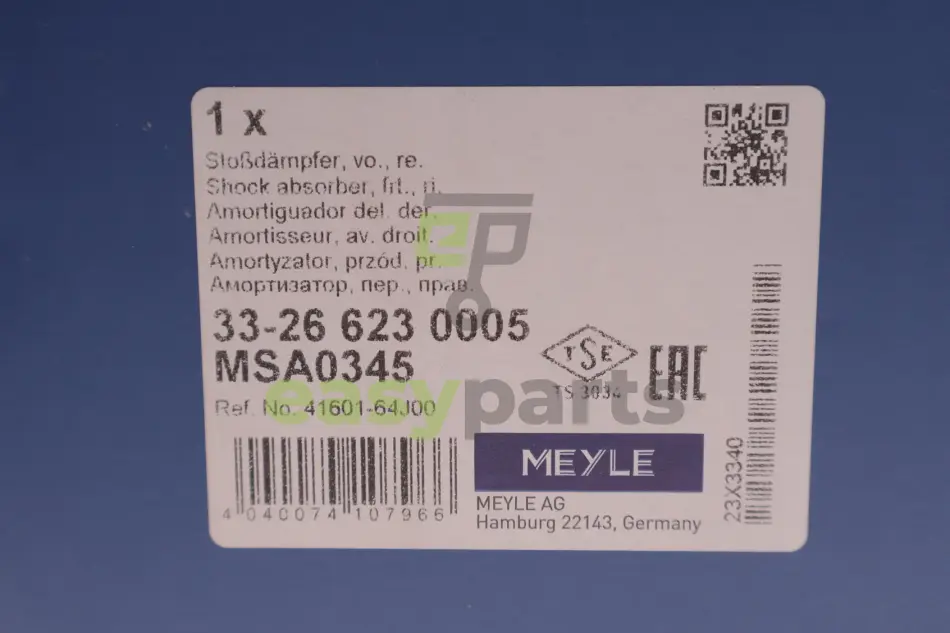 1 x
Stoßdämpfer, vo., re.
Shock absorber, frt., ri.
Amortiguador del. der.
Amortisseur, av. droit.
Amortyzator, przód, pr.
Амортизатор, пер., прав.
33-26 623 0005
MSA0345
Ref. No. 41601-64J00
TSE
TS 3034
EAC
4 040074 107966
MEYLE
MEYLE AG
Hamburg 22143, Germany
23X3340
ep
easyparts